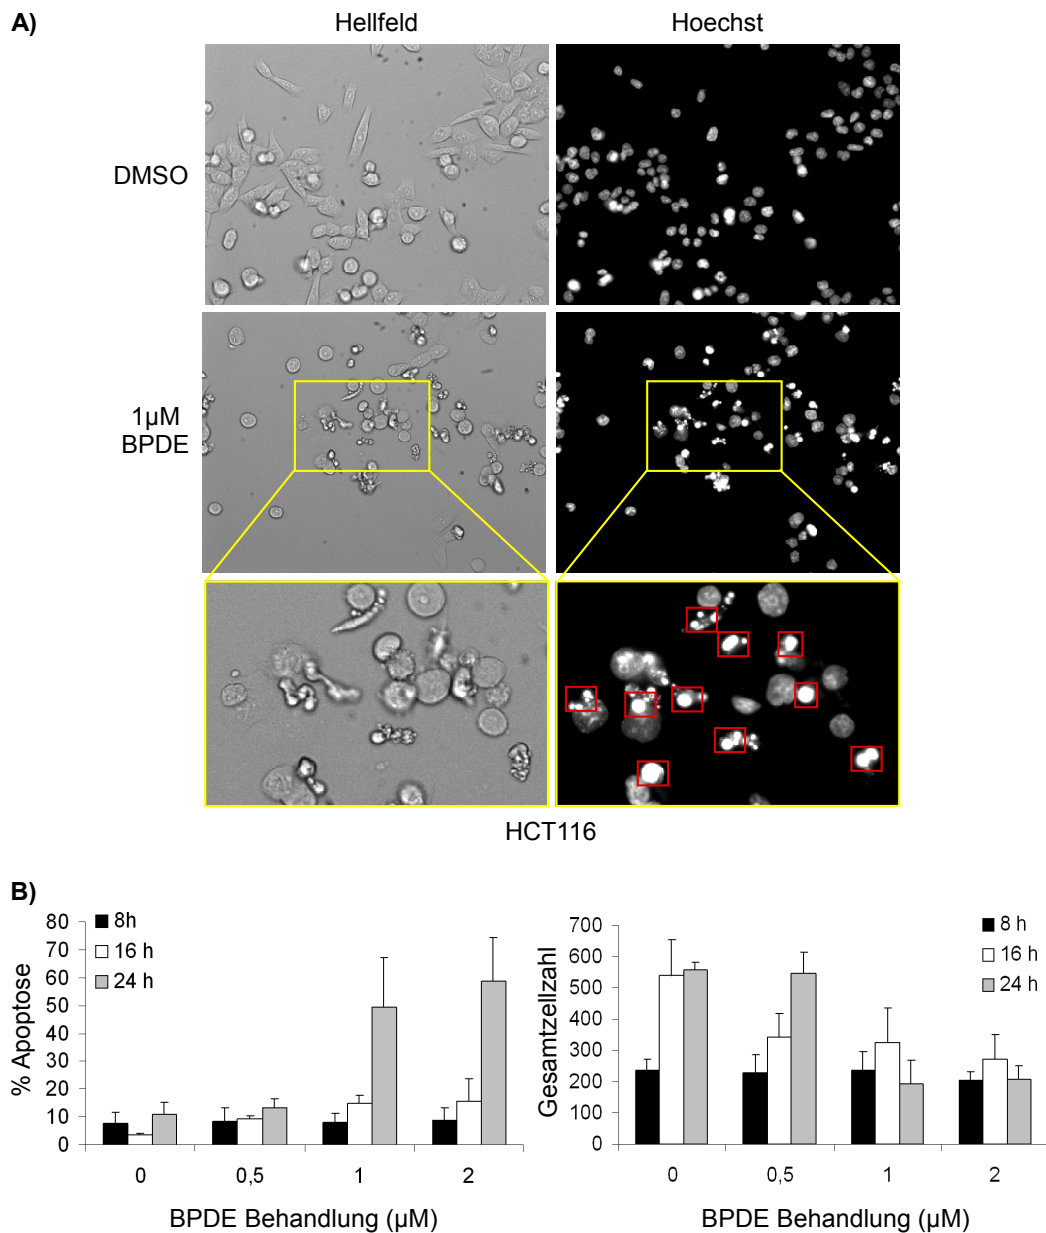 A)
Hellfeld
Hoechst
DMSO
1µM
BPDE
HCT116
B)
% Apoptose
80
70
60
50
40
30
20
10
0
8h
16 h
24 h
0
0,5
1
2
BPDE Behandlung (µM)
Gesamtzellzahl
700
600
500
400
300
200
100
0
8 h
16 h
24 h
0
0,5
1
2
BPDE Behandlung (µM)